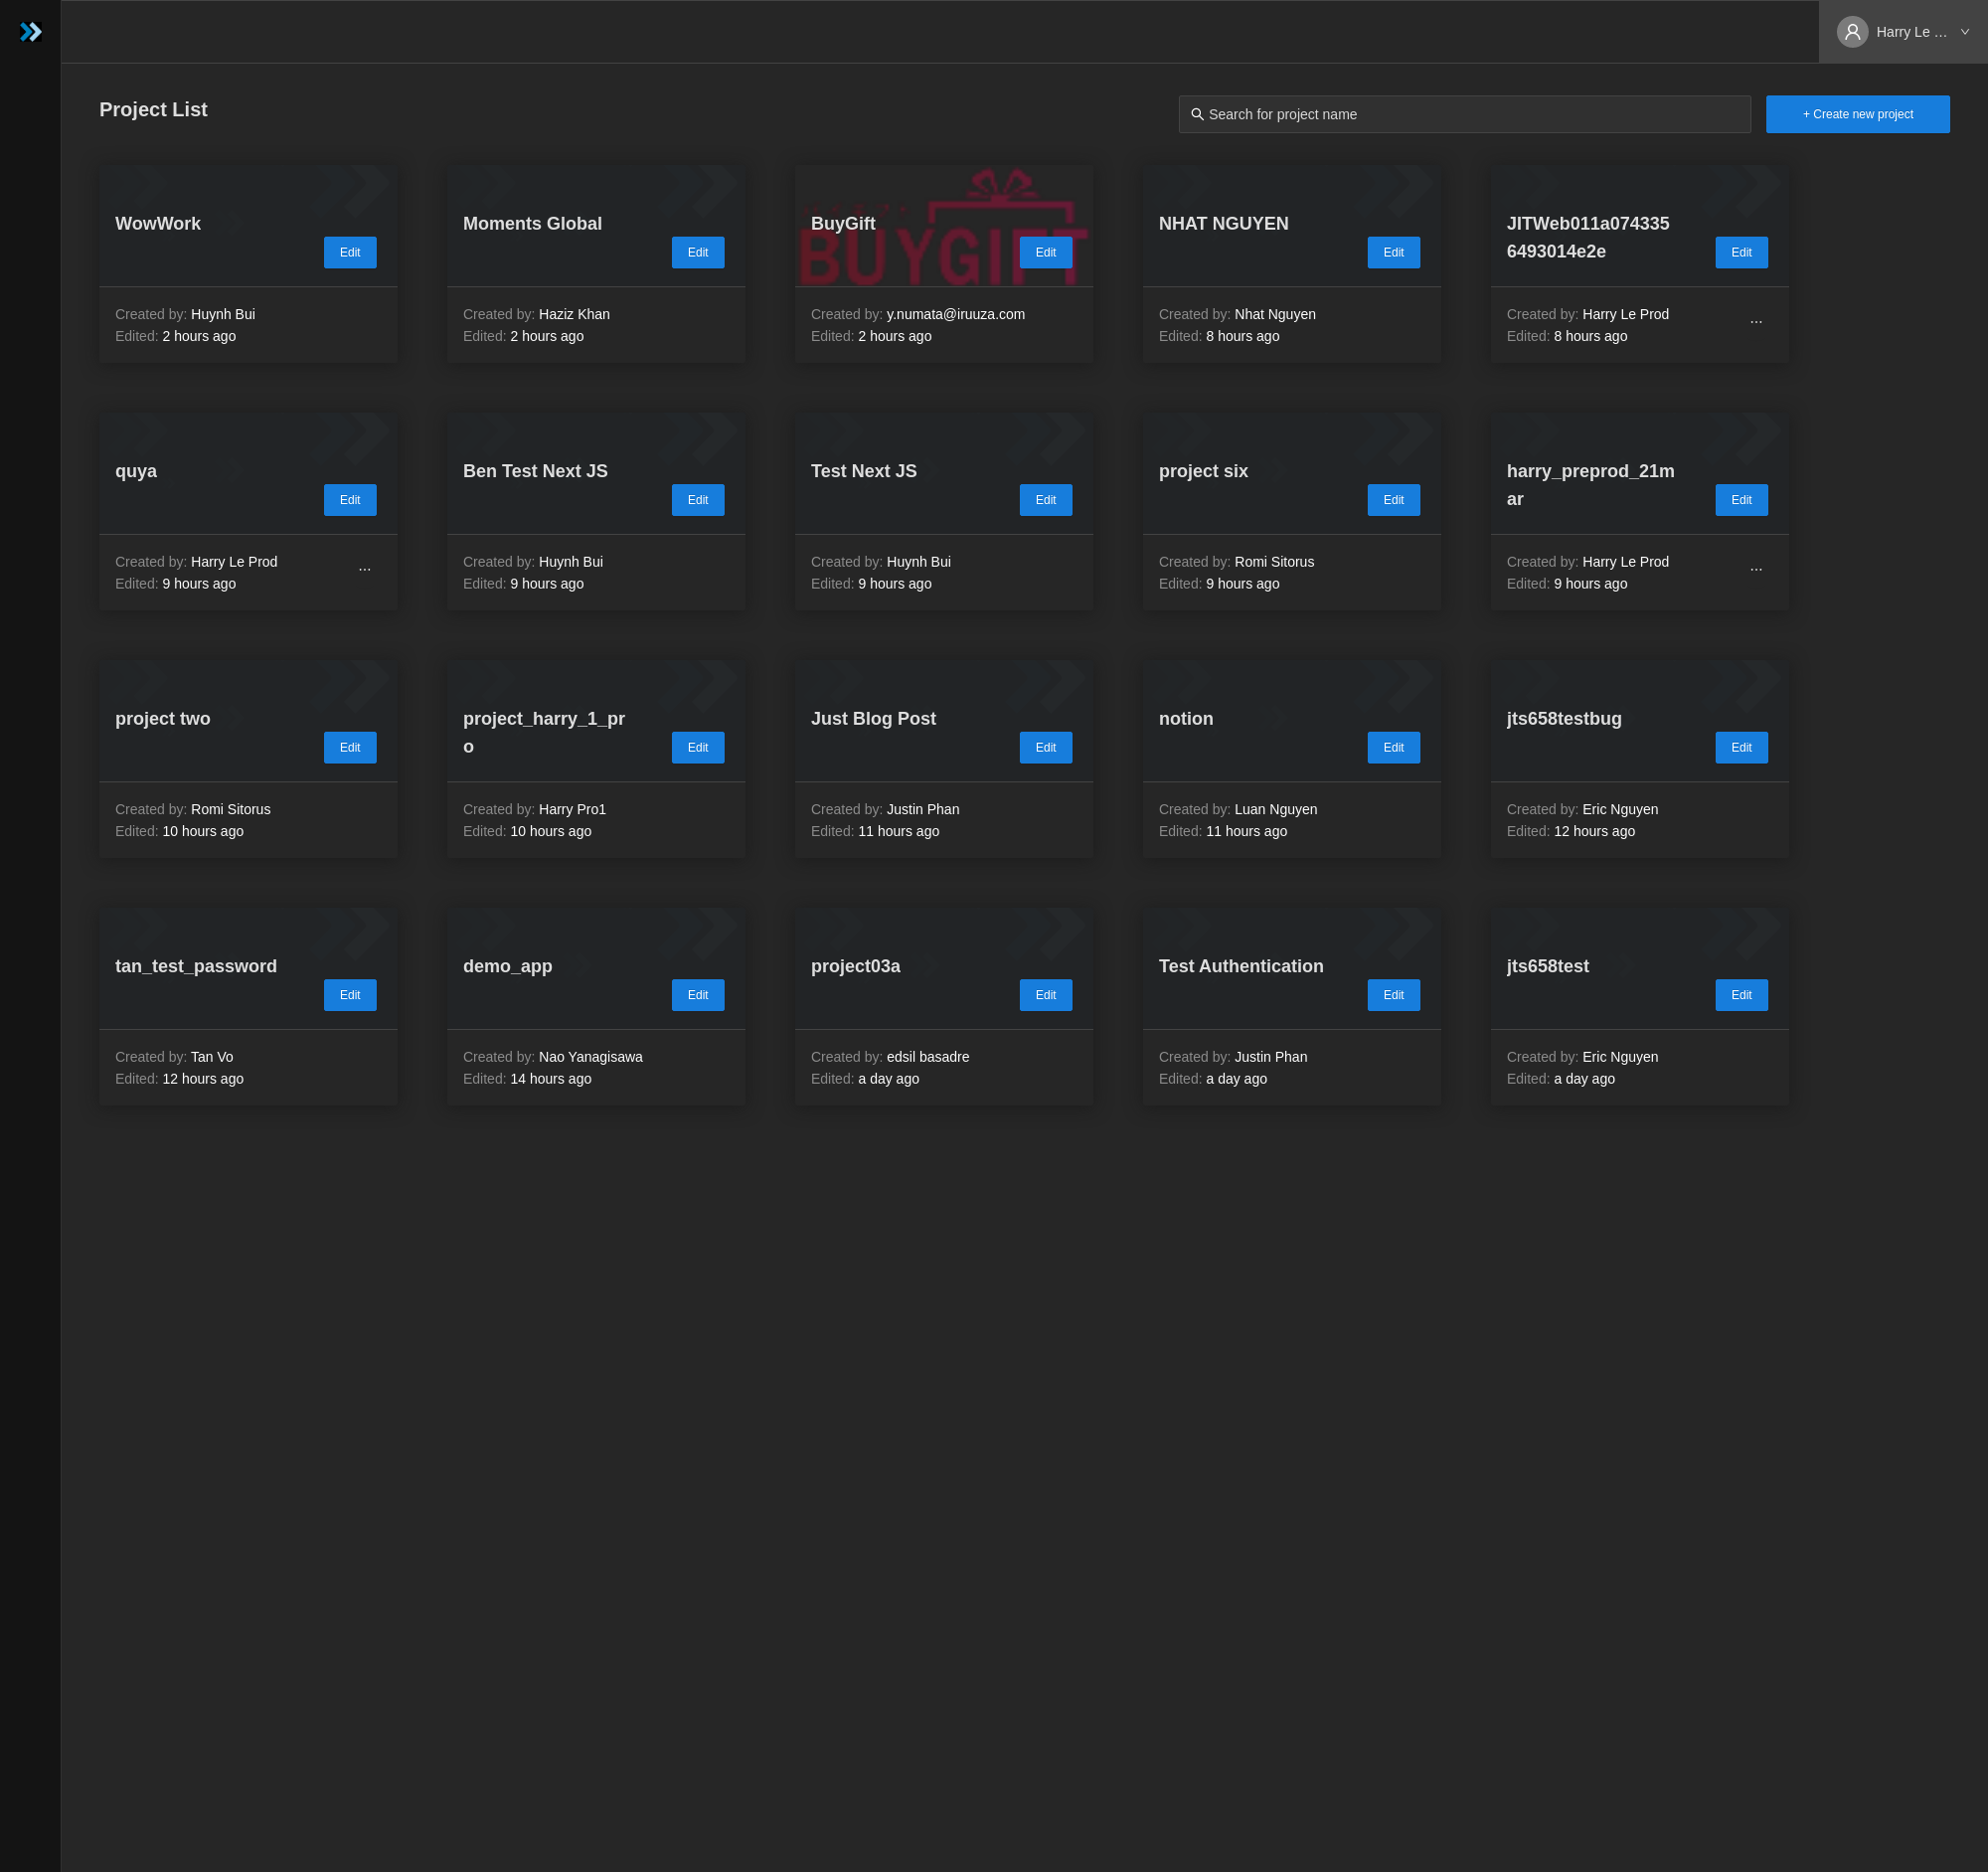 Harry Le ...
Project List
Search for project name
+ Create new project
WowWork
Edit
Created by: Huynh Bui
Edited: 2 hours ago
Moments Global
Edit
Created by: Haziz Khan
Edited: 2 hours ago
BUYGIFT
BuyGift
Edit
Created by: y.numata@iruuza.com
Edited: 2 hours ago
NHAT NGUYEN
Edit
Created by: Nhat Nguyen
Edited: 8 hours ago
JITWeb011a074335
6493014e2e
Edit
Created by: Harry Le Prod
...
Edited: 8 hours ago
quya
Edit
Created by: Harry Le Prod
...
Edited: 9 hours ago
Ben Test Next JS
Edit
Created by: Huynh Bui
Edited: 9 hours ago
Test Next JS
Edit
Created by: Huynh Bui
Edited: 9 hours ago
project six
Edit
Created by: Romi Sitorus
Edited: 9 hours ago
harry_preprod_21m
ar
Edit
Created by: Harry Le Prod
...
Edited: 9 hours ago
project two
Edit
Created by: Romi Sitorus
Edited: 10 hours ago
project_harry_1_pr
o
Edit
Created by: Harry Pro1
Edited: 10 hours ago
Just Blog Post
Edit
Created by: Justin Phan
Edited: 11 hours ago
notion
Edit
Created by: Luan Nguyen
Edited: 11 hours ago
jts658testbug
Edit
Created by: Eric Nguyen
Edited: 12 hours ago
tan_test_password
Edit
Created by: Tan Vo
Edited: 12 hours ago
demo_app
Edit
Created by: Nao Yanagisawa
Edited: 14 hours ago
project03a
Edit
Created by: edsil basadre
Edited: a day ago
Test Authentication
Edit
Created by: Justin Phan
Edited: a day ago
jts658test
Edit
Created by: Eric Nguyen
Edited: a day ago